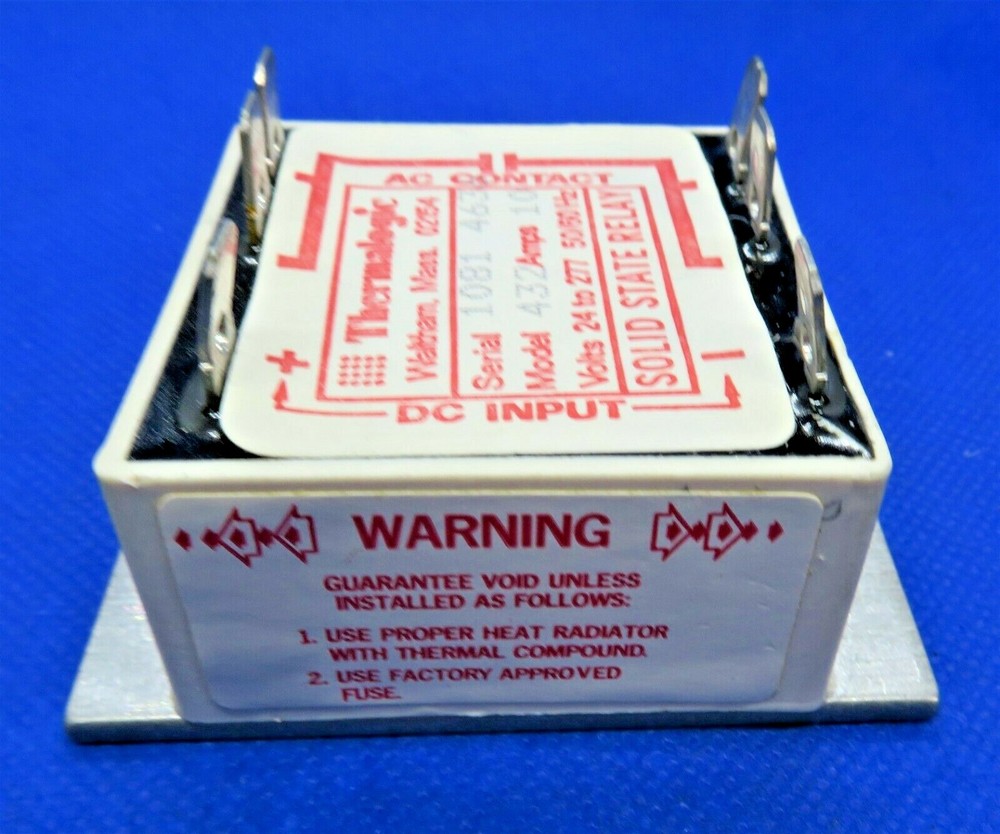 AC CONTACT
Thermalogic
Waltham, Mass. 02154
Serial 1081 463
Model 432 Amps 10
Volts 24 to 277 50/60 Hz
SOLID STATE RELAY
+ −
DC INPUT
WARNING
GUARANTEE VOID UNLESS
INSTALLED AS FOLLOWS:
1. USE PROPER HEAT RADIATOR
WITH THERMAL COMPOUND.
2. USE FACTORY APPROVED
FUSE.